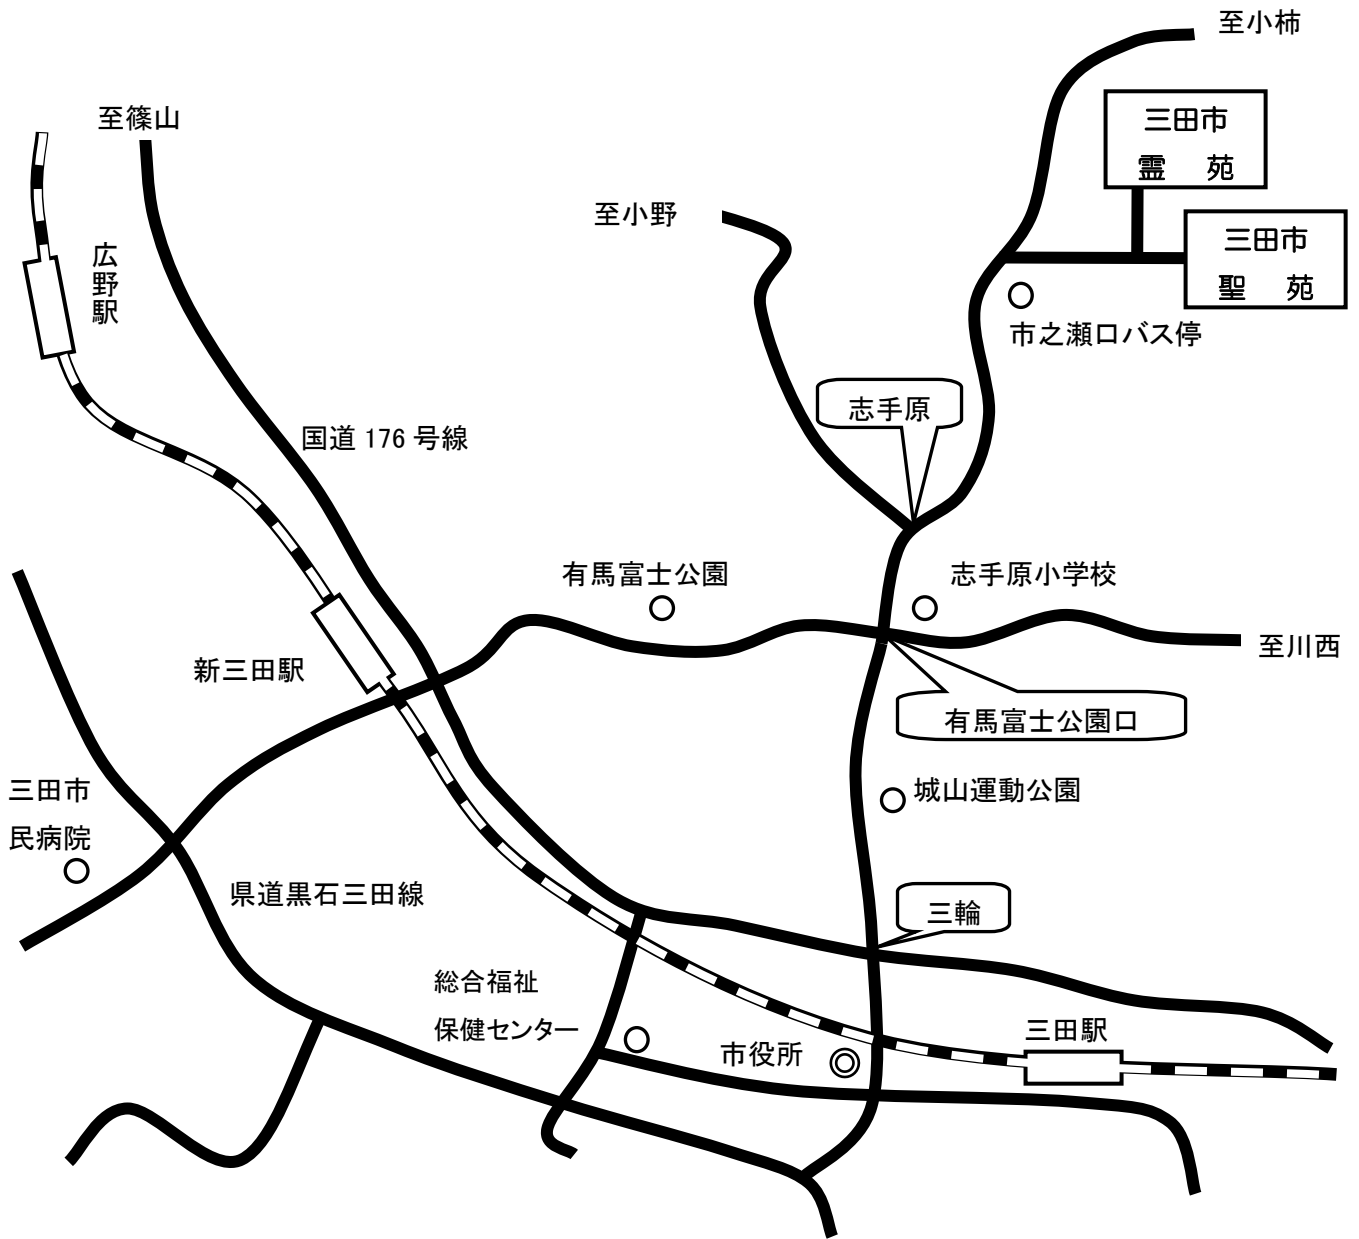 至小柿
三田市
霊　苑
至篠山
至小野
三田市
聖　苑
広野駅
市之瀬口バス停
志手原
国道 176 号線
有馬富士公園
志手原小学校
至川西
新三田駅
有馬富士公園口
三田市
民病院
城山運動公園
県道黒石三田線
三輪
総合福祉
保健センター
三田駅
市役所